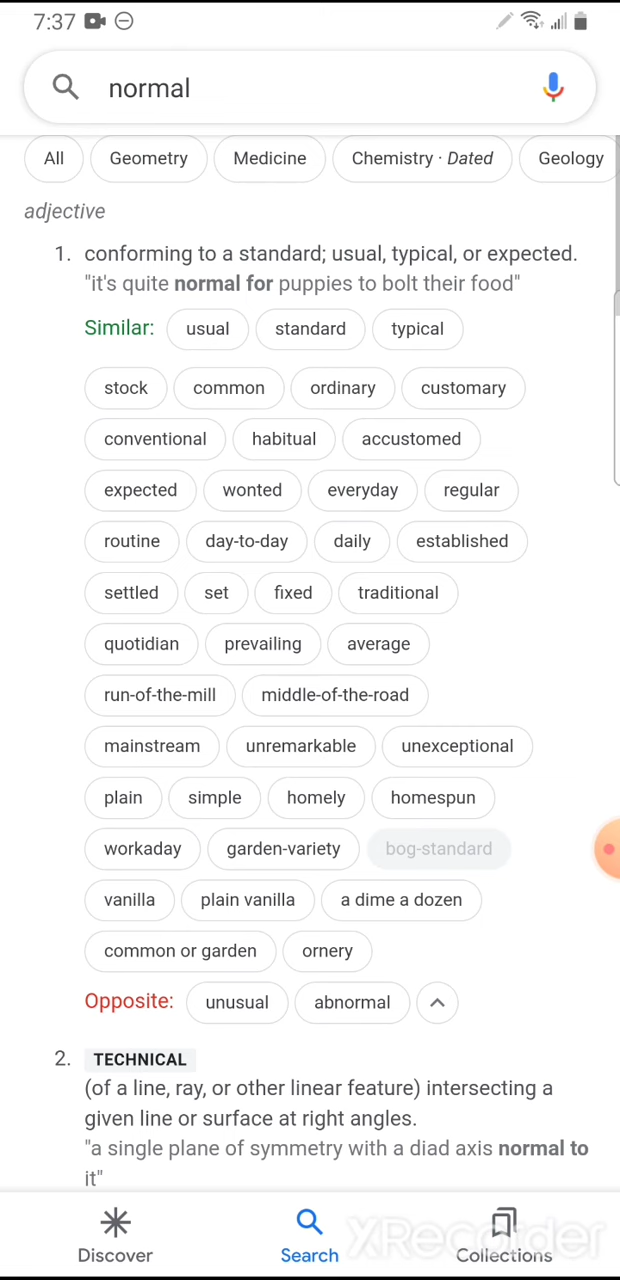 7:37
normal
All Geometry Medicine Chemistry · Dated Geology
adjective
1. conforming to a standard; usual, typical, or expected.
"it's quite normal for puppies to bolt their food"
Similar: usual standard typical
stock common ordinary customary
conventional habitual accustomed
expected wonted everyday regular
routine day-to-day daily established
settled set fixed traditional
quotidian prevailing average
run-of-the-mill middle-of-the-road
mainstream unremarkable unexceptional
plain simple homely homespun
workaday garden-variety bog-standard
vanilla plain vanilla a dime a dozen
common or garden ornery
Opposite: unusual abnormal
2. TECHNICAL
(of a line, ray, or other linear feature) intersecting a
given line or surface at right angles.
"a single plane of symmetry with a diad axis normal to
it"
Discover Search Collections
XRecorder